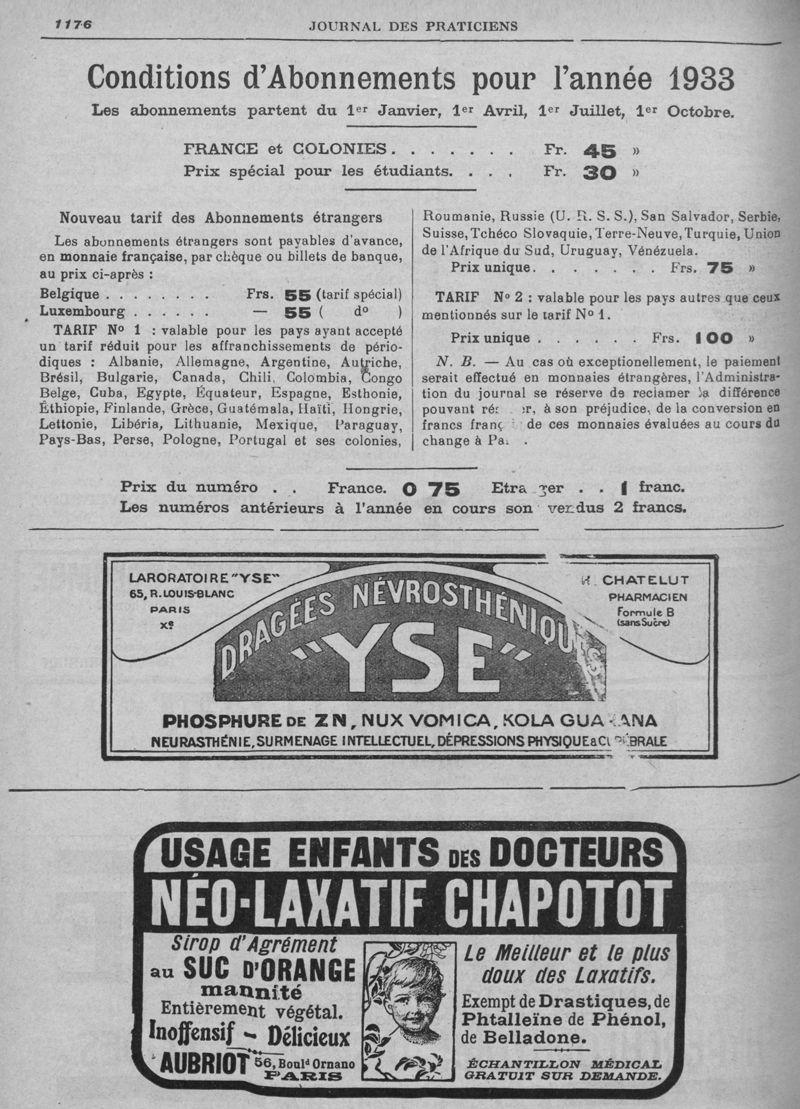 1176
JOURNAL DES PRATICIENS
Conditions d'Abonnements pour l'année 1933
Les abonnements partent du 1er Janvier, 1er Avril, 1er Juillet, 1er Octobre.
FRANCE et COLONIES. . . . . . . Fr. 45 »
Prix spécial pour les étudiants. . . . Fr. 30 »
Nouveau tarif des Abonnements étrangers
Les abonnements étrangers sont payables d'avance,
en monnaie française, par chèque ou billets de banque,
au prix ci-après :
Belgique . . . . . . . . Frs. 55 (tarif spécial)
Luxembourg . . . . . . — 55 ( do )
TARIF No 1 : valable pour les pays ayant accepté
un tarif réduit pour les affranchissements de pério-
diques : Albanie, Allemagne, Argentine, Autriche,
Brésil, Bulgarie, Canada, Chili, Colombia, Congo
Belge, Cuba, Egypte, Équateur, Espagne, Esthonie,
Éthiopie, Finlande, Grèce, Guatémala, Haïti, Hongrie,
Lettonie, Libéria, Lithuanie, Mexique, Paraguay,
Pays-Bas, Perse, Pologne, Portugal et ses colonies,
Roumanie, Russie (U. R. S. S.), San Salvador, Serbie,
Suisse, Tchéco Slovaquie, Terre-Neuve, Turquie, Union
de l'Afrique du Sud, Uruguay, Vénézuela.
Prix unique. . . . . . . Frs. 75 »
TARIF No 2 : valable pour les pays autres que ceux
mentionnés sur le tarif No 1.
Prix unique . . . . . . Frs. 100 »
N. B. — Au cas où exceptionellement, le paiement
serait effectué en monnaies étrangères, l'Administra-
tion du journal se réserve de reclamer la différence
pouvant à son préjudice, de la conversion en
francs de ces monnaies évaluées au cours du
change à
Prix du numéro . . France. 0 75 . . 1 franc.
Les numéros antérieurs à l'année en cours son vendus 2 francs.
LARORATOIRE "YSE"
65, R. LOUIS-BLANC
PARIS
Xe
CHATELUT
PHARMACIEN
Formule B
(sans Sucre)
DRAGÉES NÉVROSTHÉNIQUES
"YSE"
PHOSPHURE DE ZN, NUX VOMICA, KOLA
NEURASTHÉNIE, SURMENAGE INTELLECTUEL, DÉPRESSIONS PHYSIQUE &
USAGE ENFANTS DES DOCTEURS
NÉO-LAXATIF CHAPOTOT
Sirop d'Agrément
au SUC D'ORANGE
mannité
Entièrement végétal.
Inoffensif - Délicieux
AUBRIOT 56, Bould Ornano
PARIS
Le Meilleur et le plus
doux des Laxatifs.
Exempt de Drastiques, de
Phtalleïne de Phénol,
de Belladone.
ÉCHANTILLON MÉDICAL
GRATUIT SUR DEMANDE.